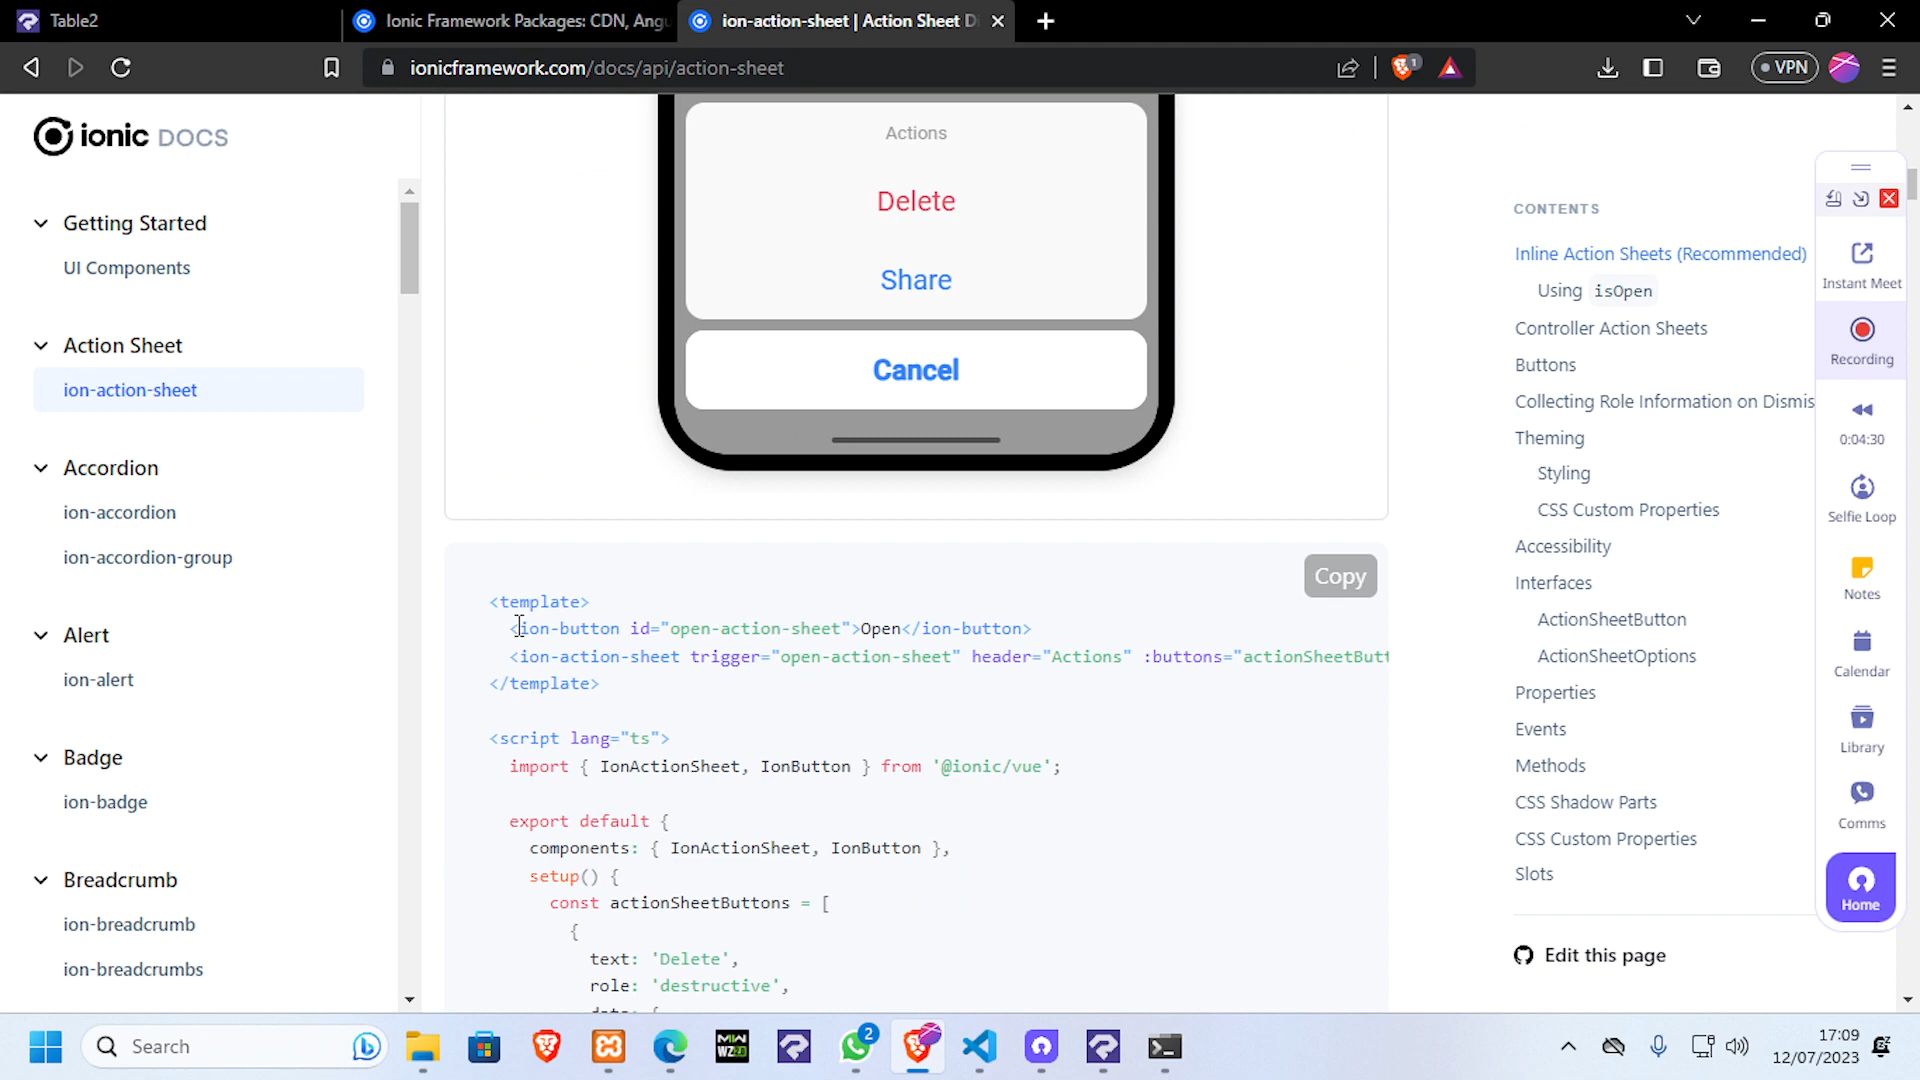 Table2
Ionic Framework Packages: CDN, Angu
ion-action-sheet | Action Sheet D
ionicframework.com/docs/api/action-sheet
1
VPN
ionic DOCS
Getting Started
UI Components
Action Sheet
ion-action-sheet
Accordion
ion-accordion
ion-accordion-group
Alert
ion-alert
Badge
ion-badge
Breadcrumb
ion-breadcrumb
ion-breadcrumbs
Actions
Delete
Share
Cancel
Copy
<template>
<ion-button id="open-action-sheet">Open</ion-button>
<ion-action-sheet trigger="open-action-sheet" header="Actions" :buttons="actionSheetButt
</template>
<script lang="ts">
import { IonActionSheet, IonButton } from '@ionic/vue';
export default {
components: { IonActionSheet, IonButton },
setup() {
const actionSheetButtons = [
{
text: 'Delete',
role: 'destructive',
data: {
CONTENTS
Inline Action Sheets (Recommended)
Using isOpen
Controller Action Sheets
Buttons
Collecting Role Information on Dismis
Theming
Styling
CSS Custom Properties
Accessibility
Interfaces
ActionSheetButton
ActionSheetOptions
Properties
Events
Methods
CSS Shadow Parts
CSS Custom Properties
Slots
Edit this page
Instant Meet
Recording
0:04:30
Selfie Loop
Notes
Calendar
Library
Comms
Home
Search
MW
WZ2.0
2
17:09
12/07/2023